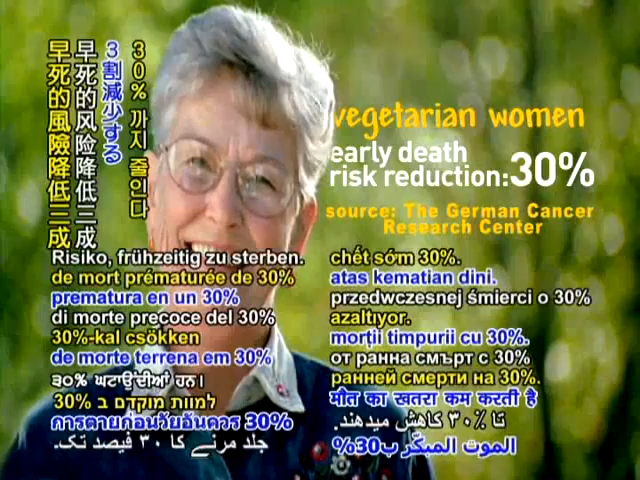 早死的風險降低三成
早死的风险降低三成
3割減少する
30% 까지 줄인다
vegetarian women
early death
risk reduction:30%
source: The German Cancer
Research Center
Risiko, frühzeitig zu sterben.
de mort prématurée de 30%
prematura en un 30%
di morte precoce del 30%
30%-kal csökken
de morte terrena em 30%
੩੦% ਘਟਾਉਂਦੀਆਂ ਹਨ।
למוות מוקדם ב 30%
การตายก่อนวัยอันควร 30%
جلد مرنے کا ۳۰ فیصد تک۔
chết sớm 30%.
atas kematian dini.
przedwczesnej śmierci o 30%
azaltıyor.
morții timpurii cu 30%.
от ранна смърт с 30%
ранней смерти на 30%.
मौत का खतरा कम करती है
تا ۳۰٪ کاهش میدهند.
الموت المبكّر ب30%